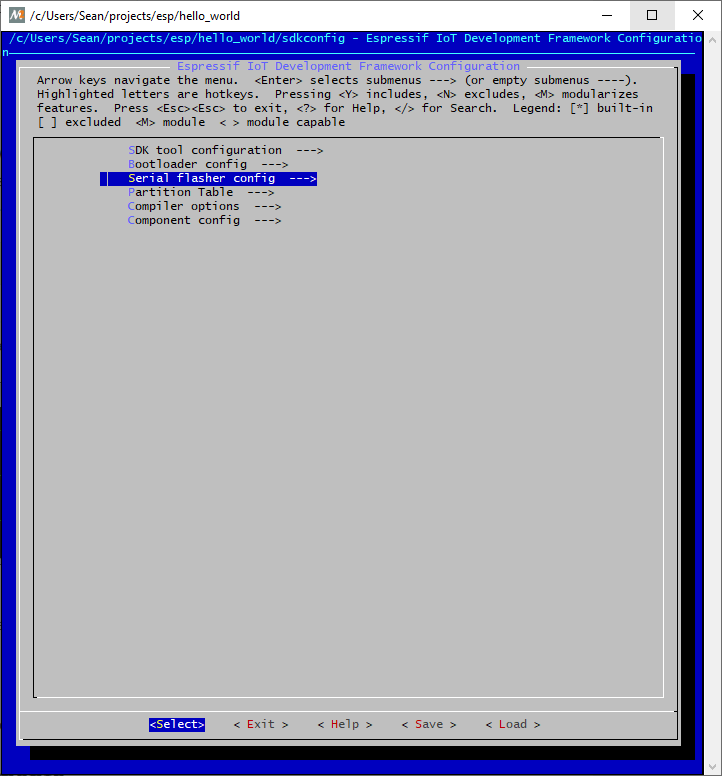 /c/Users/Sean/projects/esp/hello_world
/c/Users/Sean/projects/esp/hello_world/sdkconfig - Espressif IoT Development Framework Configuratio
n
Espressif IoT Development Framework Configuration
Arrow keys navigate the menu.  <Enter> selects submenus ---> (or empty submenus ----).
Highlighted letters are hotkeys.  Pressing <Y> includes, <N> excludes, <M> modularizes
features.  Press <Esc><Esc> to exit, <?> for Help, </> for Search.  Legend: [*] built-in
[ ] excluded  <M> module  < > module capable
SDK tool configuration  --->
Bootloader config  --->
Serial flasher config  --->
Partition Table  --->
Compiler options  --->
Component config  --->
<Select>    < Exit >    < Help >    < Save >    < Load >